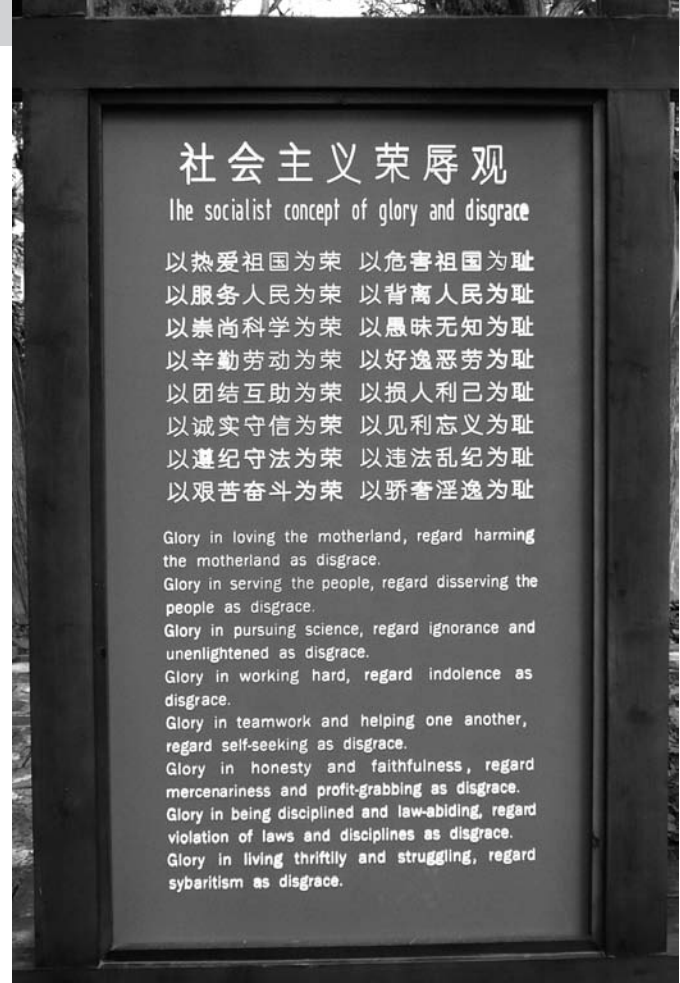 社会主义荣辱观
The socialist concept of glory and disgrace
以热爱祖国为荣 以危害祖国为耻
以服务人民为荣 以背离人民为耻
以崇尚科学为荣 以愚昧无知为耻
以辛勤劳动为荣 以好逸恶劳为耻
以团结互助为荣 以损人利己为耻
以诚实守信为荣 以见利忘义为耻
以遵纪守法为荣 以违法乱纪为耻
以艰苦奋斗为荣 以骄奢淫逸为耻
Glory in loving the motherland, regard harming
the motherland as disgrace.
Glory in serving the people, regard disserving the
people as disgrace.
Glory in pursuing science, regard ignorance and
unenlightened as disgrace.
Glory in working hard, regard indolence as
disgrace.
Glory in teamwork and helping one another,
regard self-seeking as disgrace.
Glory in honesty and faithfulness, regard
mercenariness and profit-grabbing as disgrace.
Glory in being disciplined and law-abiding, regard
violation of laws and disciplines as disgrace.
Glory in living thriftily and struggling, regard
sybaritism as disgrace.